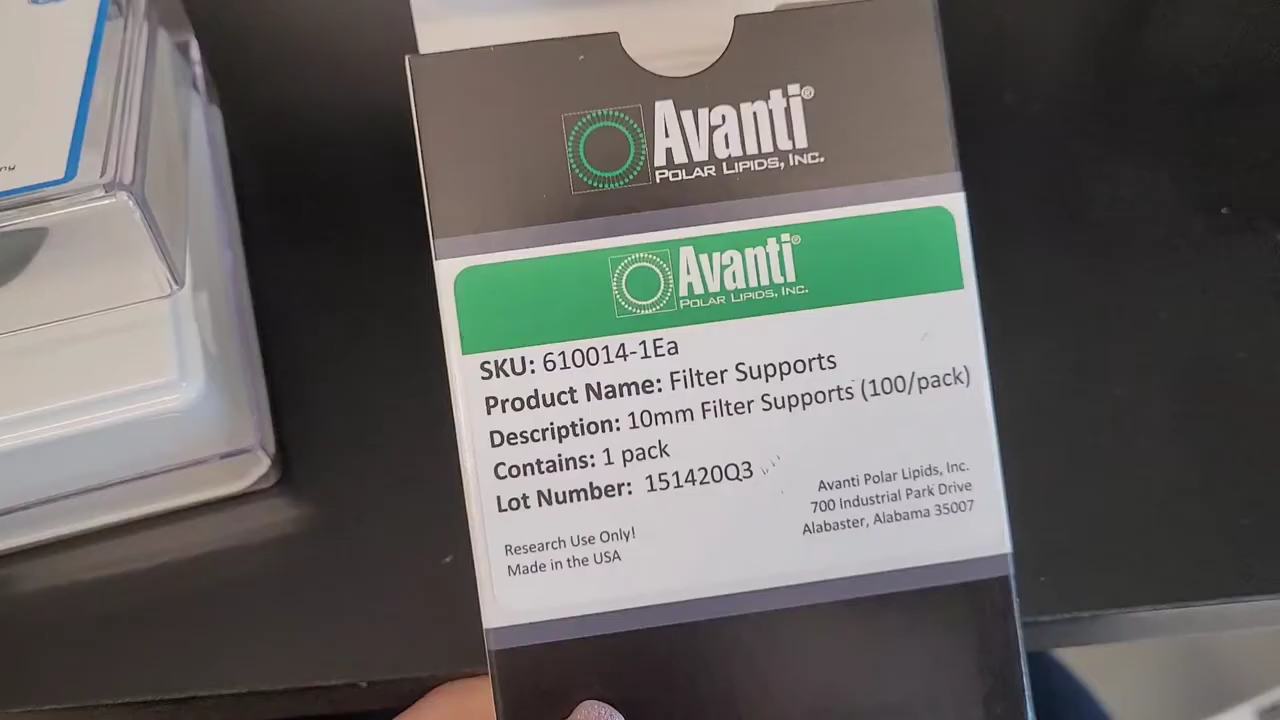 Avanti®
POLAR LIPIDS, INC.
Avanti®
POLAR LIPIDS, INC.
SKU: 610014-1Ea
Product Name: Filter Supports
Description: 10mm Filter Supports (100/pack)
Contains: 1 pack
Lot Number: 151420Q3
Research Use Only!
Made in the USA
Avanti Polar Lipids, Inc.
700 Industrial Park Drive
Alabaster, Alabama 35007